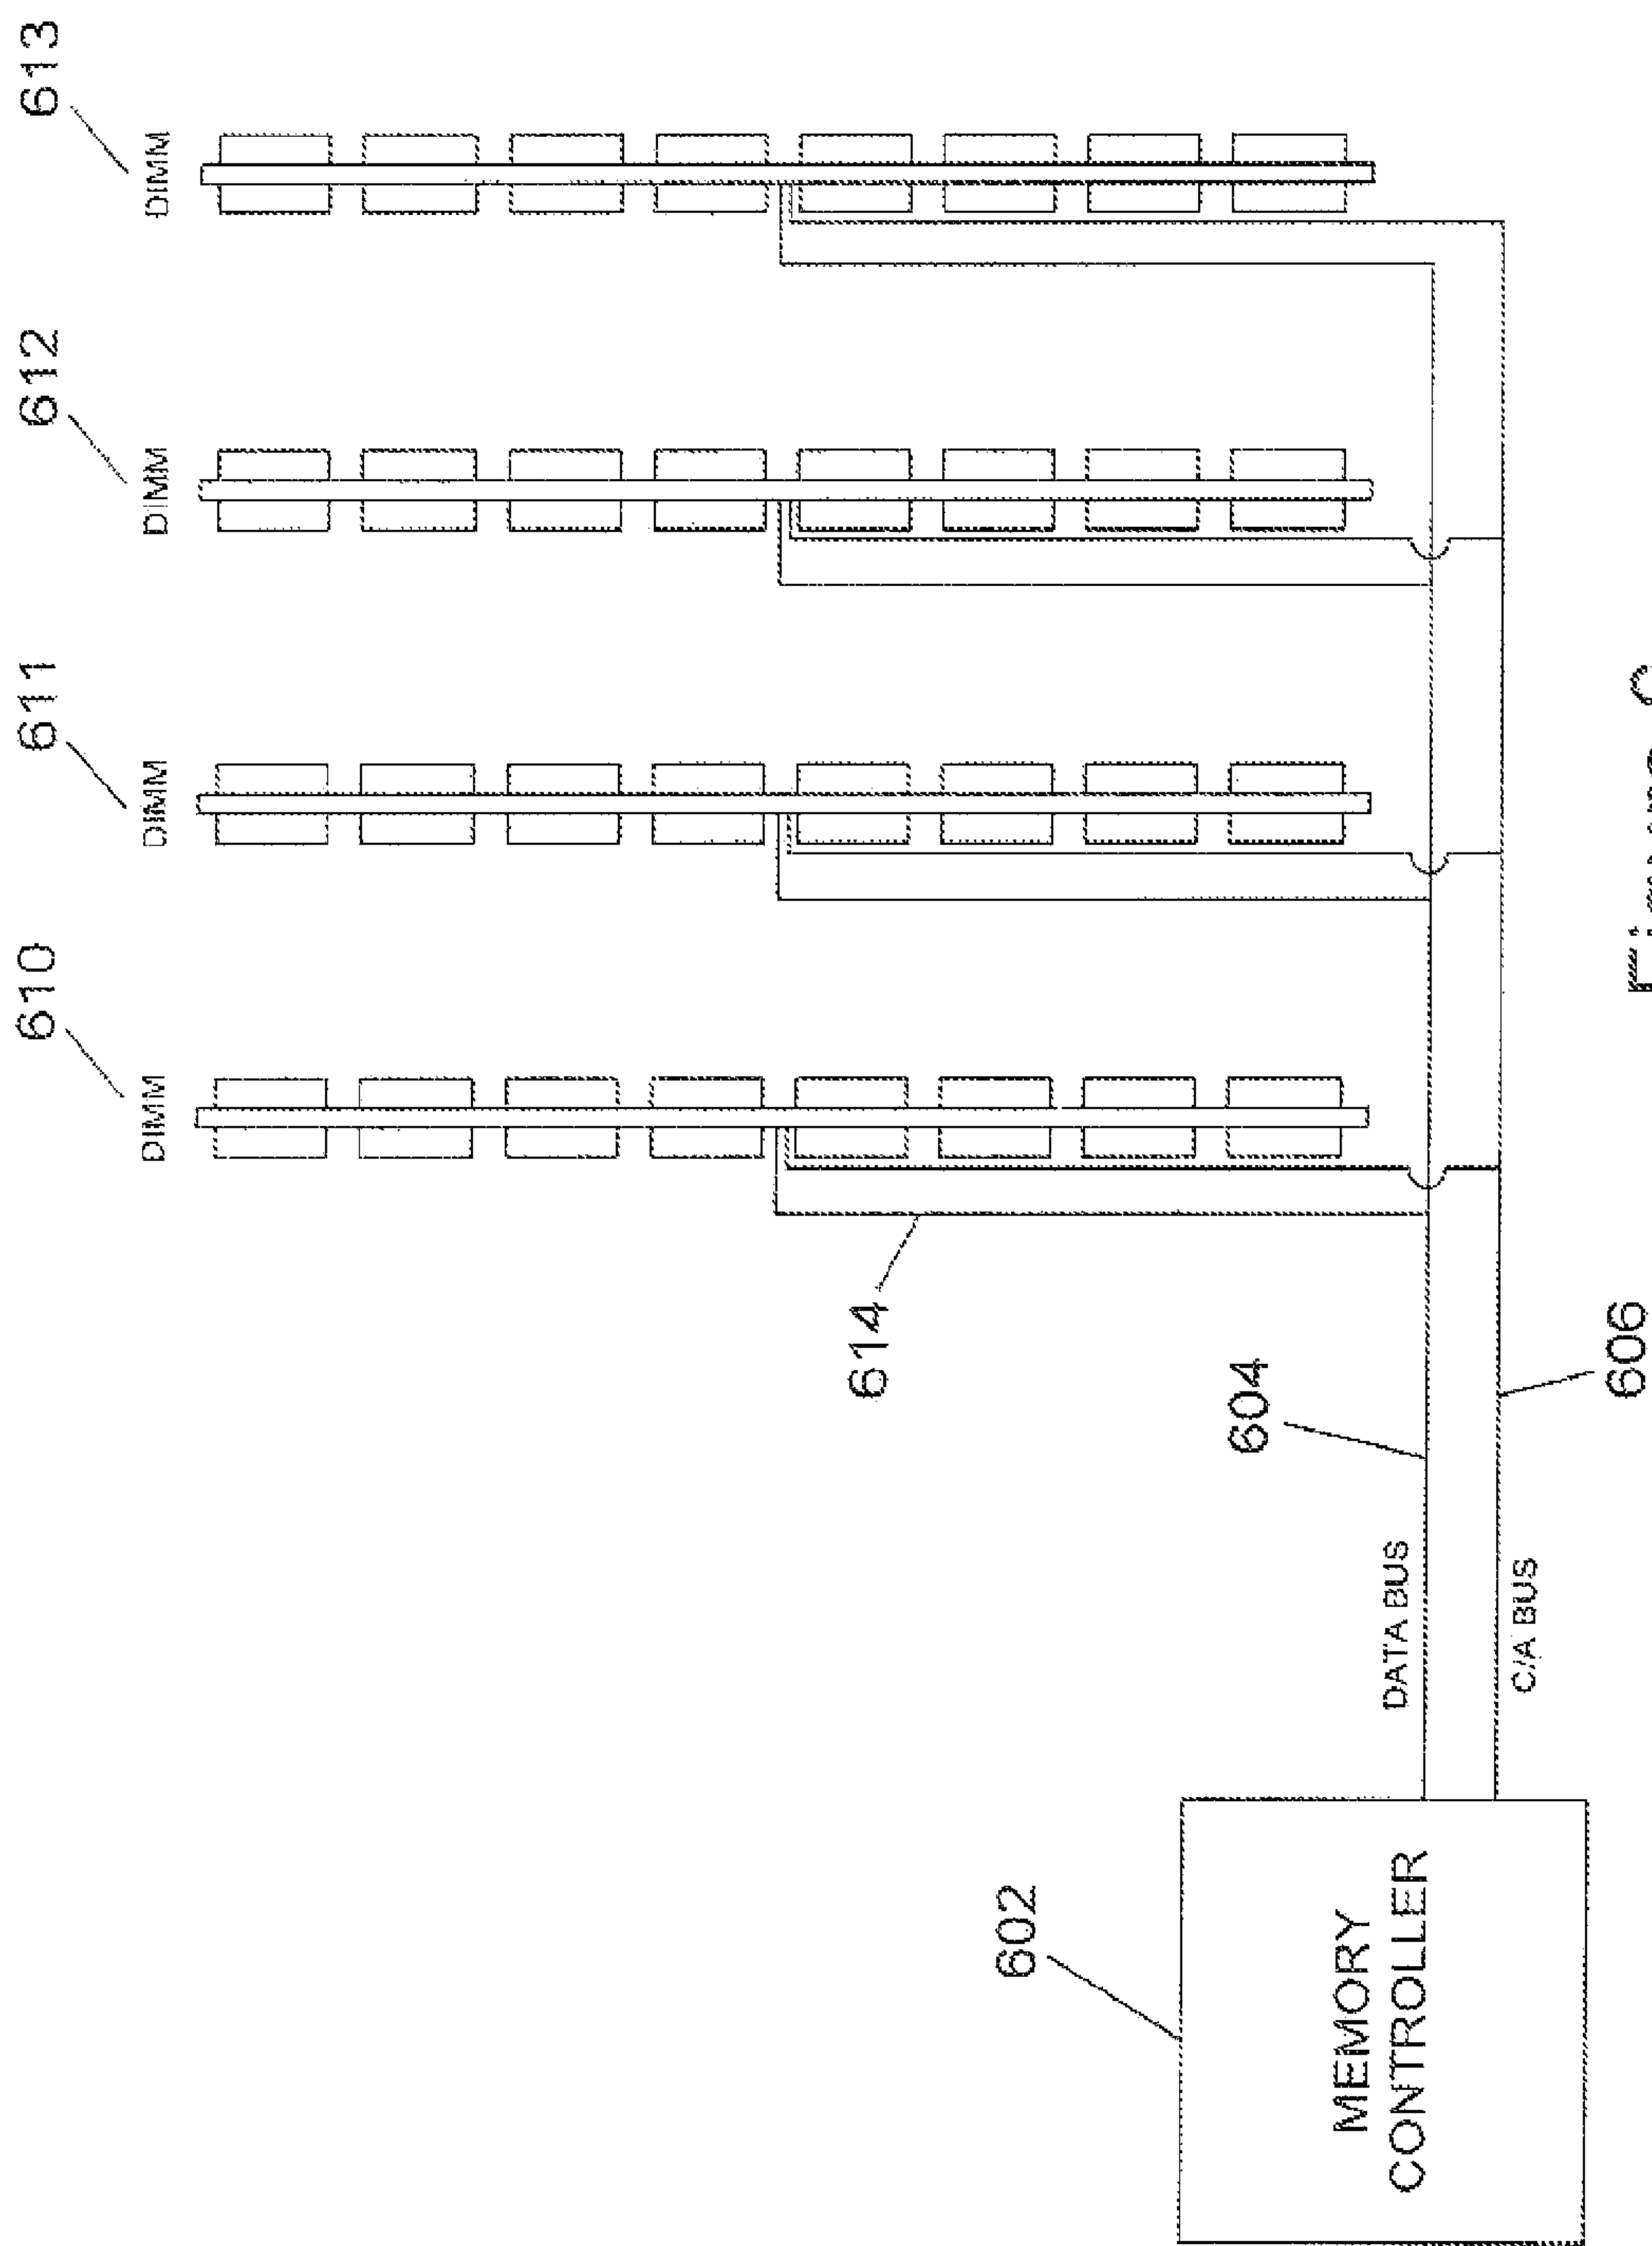 610
611
612
613
DIMM
DIMM
DIMM
DIMM
614
604
602
DATA BUS
MEMORY
CONTROLLER
C/A BUS
606